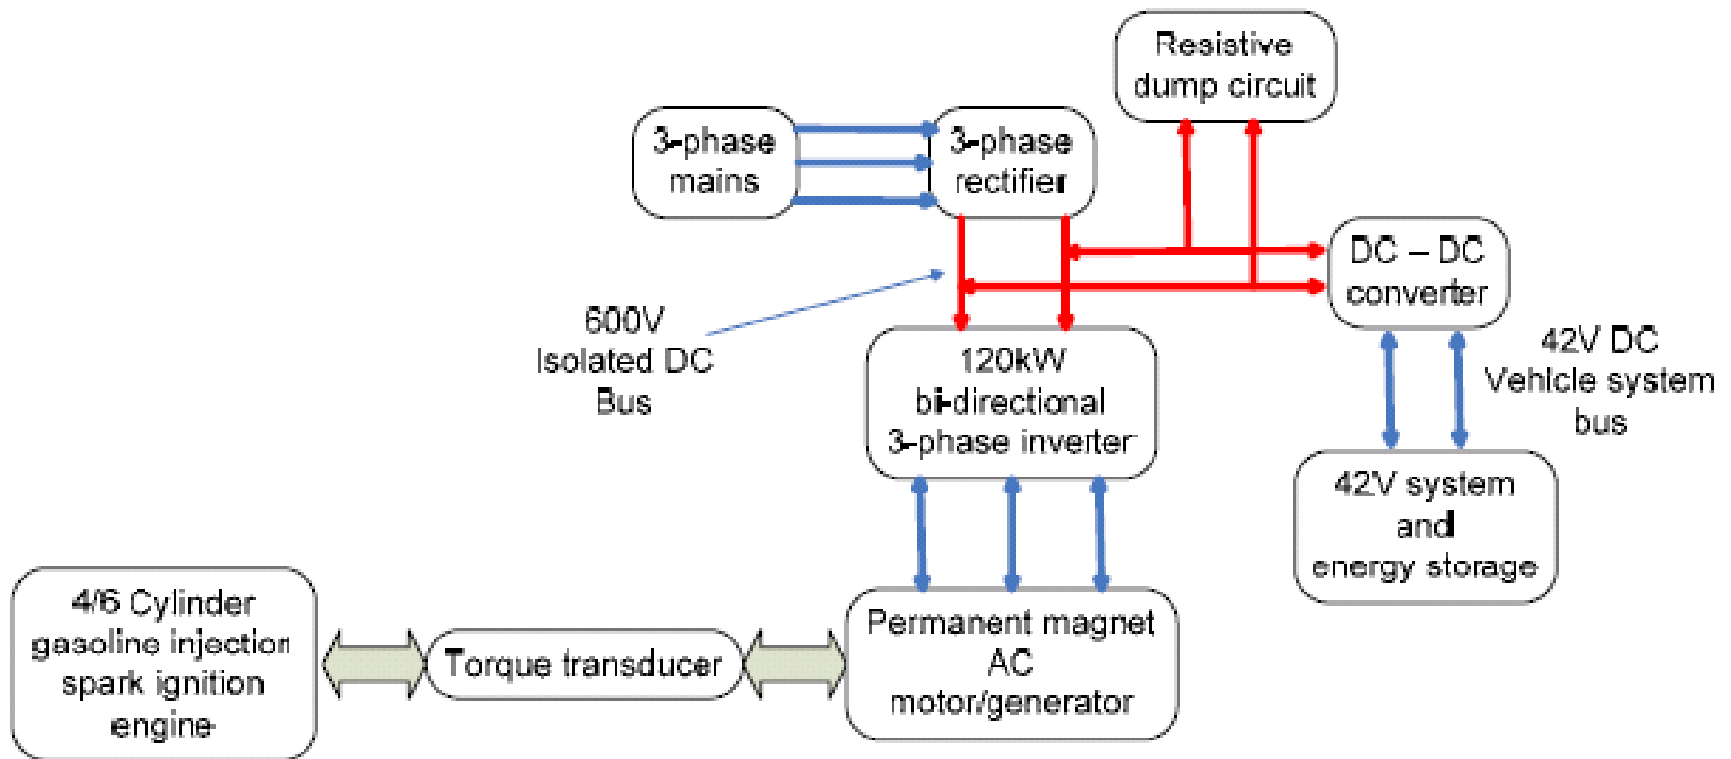 Resistive
dump circuit
3-phase
mains
3-phase
rectifier
DC – DC
converter
600V
Isolated DC
Bus
120kW
bi-directional
3-phase inverter
42V DC
Vehicle system
bus
42V system
and
energy storage
4/6 Cylinder
gasoline injection
spark ignition
engine
Torque transducer
Permanent magnet
AC
motor/generator